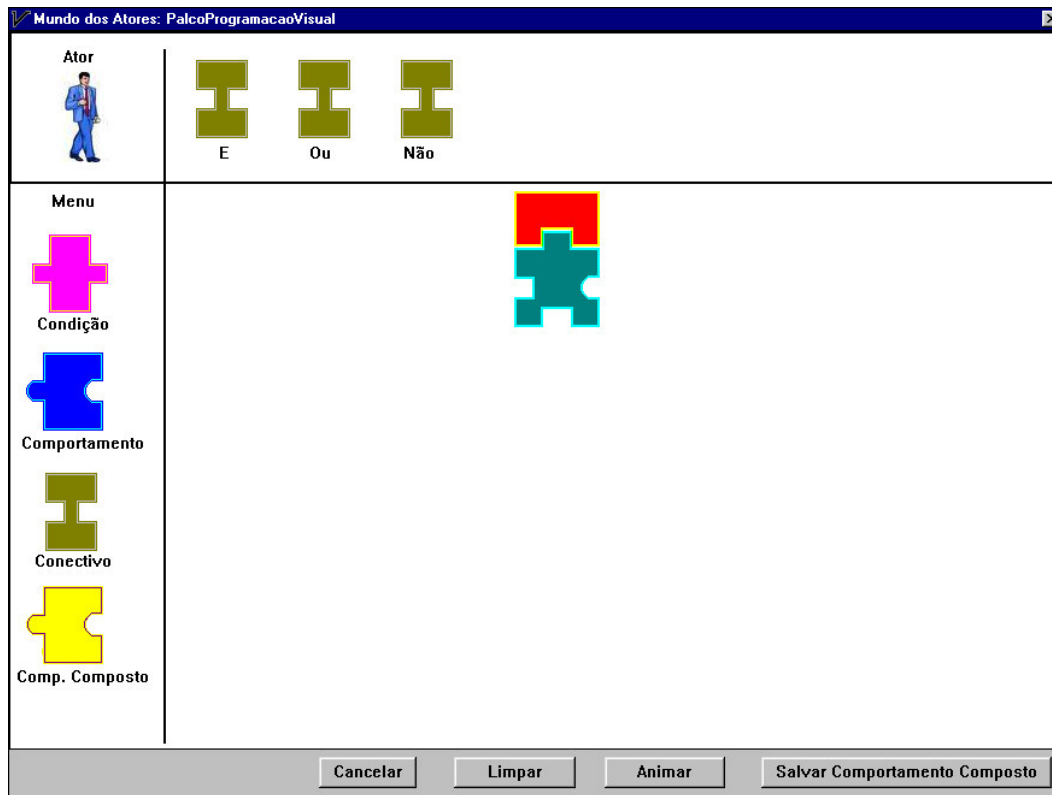 Mundo dos Atores: PalcoProgramacaoVisual
Ator
E
Ou
Não
Menu
Condição
Comportamento
Conectivo
Comp. Composto
Cancelar
Limpar
Animar
Salvar Comportamento Composto